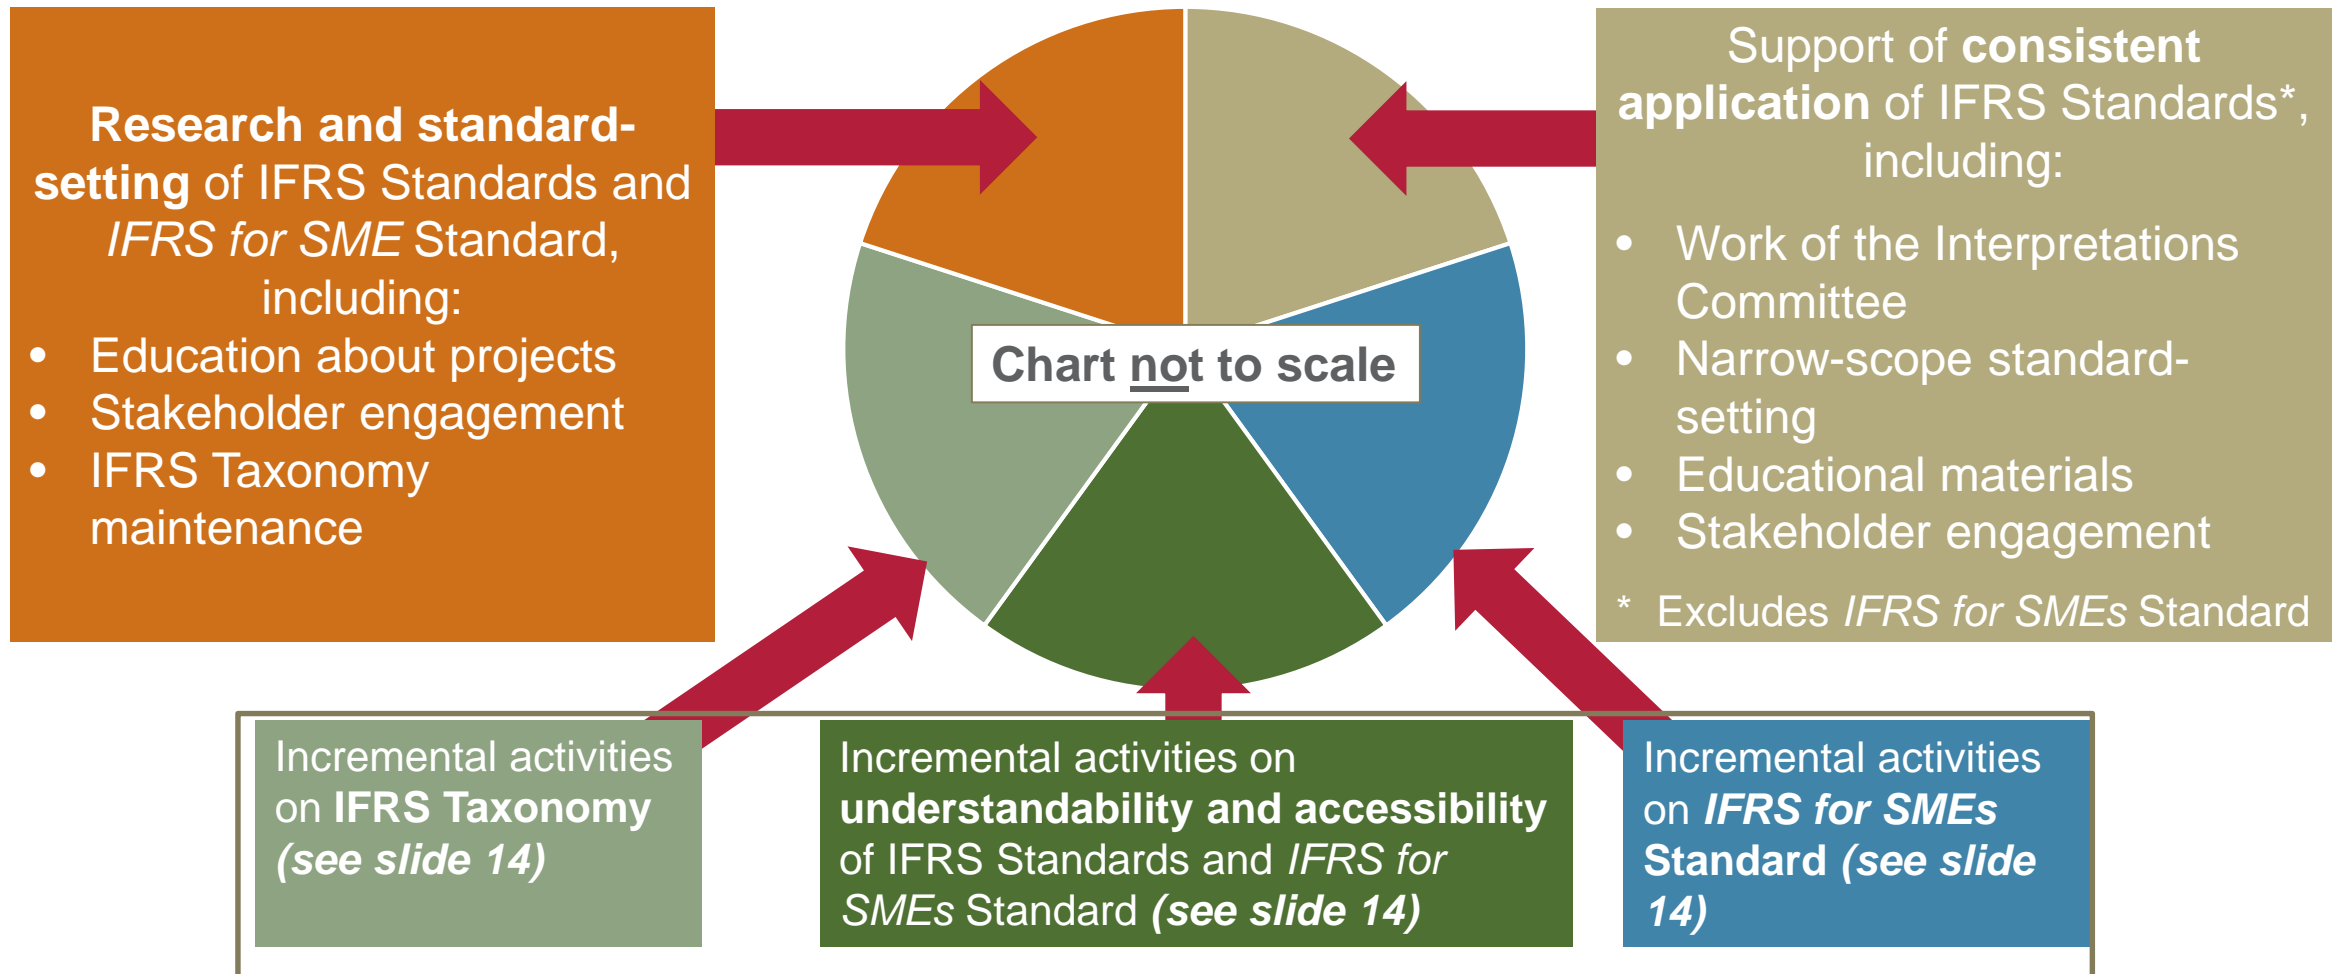 Research and standard-
setting of IFRS Standards and
IFRS for SME Standard,
including:
• Education about projects
• Stakeholder engagement
• IFRS Taxonomy
maintenance
Chart not to scale
Support of consistent
application of IFRS Standards*,
including:
• Work of the Interpretations
Committee
• Narrow-scope standard-
setting
• Educational materials
• Stakeholder engagement
* Excludes IFRS for SMEs Standard
Incremental activities
on IFRS Taxonomy
(see slide 14)
Incremental activities on
understandability and accessibility
of IFRS Standards and IFRS for
SMEs Standard (see slide 14)
Incremental activities
on IFRS for SMEs
Standard (see slide
14)